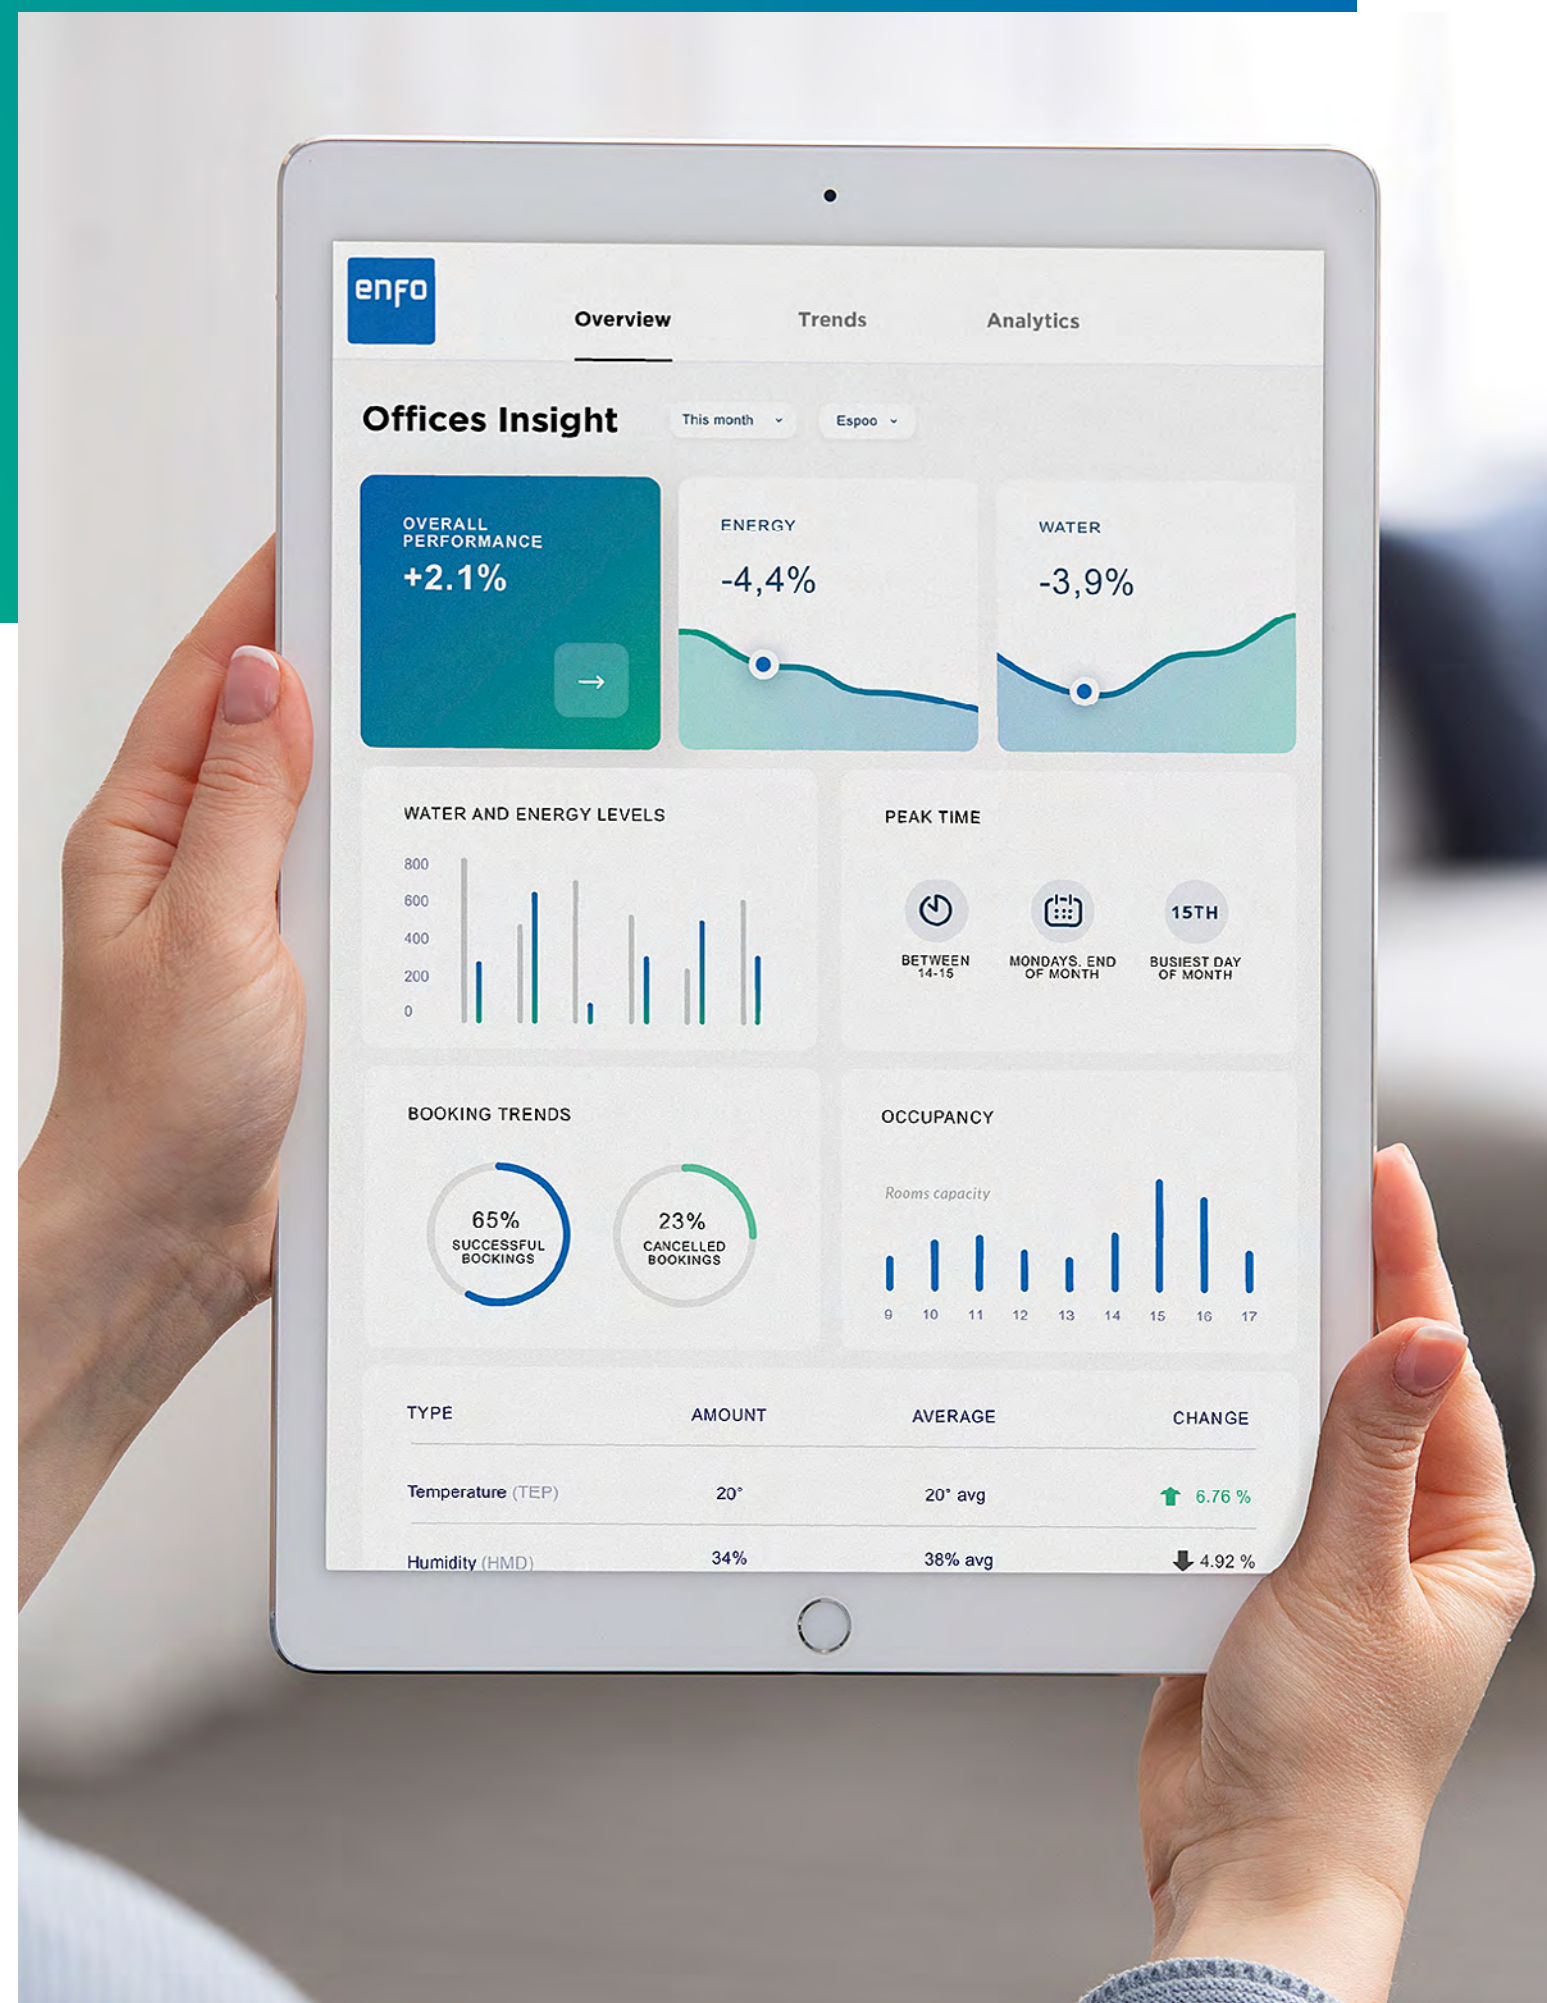 enfo
Overview Trends Analytics
Offices Insight This month Espoo
OVERALL
PERFORMANCE
+2.1%
ENERGY
-4,4%
WATER
-3,9%
WATER AND ENERGY LEVELS
800
600
400
200
0
PEAK TIME
15TH
BETWEEN
14-15
MONDAYS. END
OF MONTH
BUSIEST DAY
OF MONTH
BOOKING TRENDS
65%
SUCCESSFUL
BOOKINGS
23%
CANCELLED
BOOKINGS
OCCUPANCY
Rooms capacity
9 10 11 12 13 14 15 16 17
TYPE AMOUNT AVERAGE CHANGE
Temperature (TEP) 20° 20° avg 6.76 %
Humidity (HMD) 34% 38% avg 4.92 %